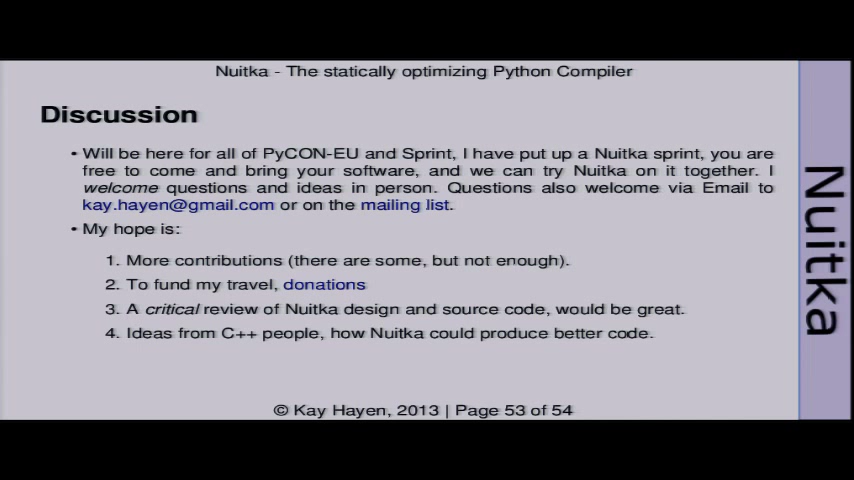 Nuitka - The statically optimizing Python Compiler
Discussion
• Will be here for all of PyCON-EU and Sprint, I have put up a Nuitka sprint, you are
free to come and bring your software, and we can try Nuitka on it together. I
welcome questions and ideas in person. Questions also welcome via Email to
kay.hayen@gmail.com or on the mailing list.
• My hope is:
1. More contributions (there are some, but not enough).
2. To fund my travel, donations
3. A critical review of Nuitka design and source code, would be great.
4. Ideas from C++ people, how Nuitka could produce better code.
© Kay Hayen, 2013 | Page 53 of 54
Nuitka